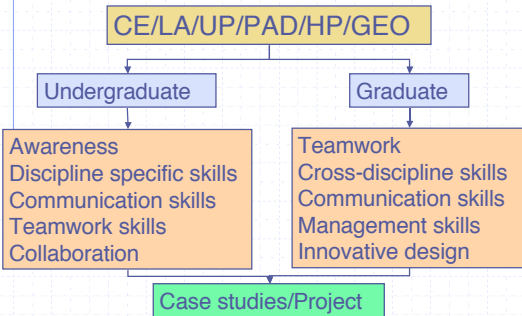 CE/LA/UP/PAD/HP/GEO
Undergraduate
Graduate
Awareness
Discipline specific skills
Communication skills
Teamwork skills
Collaboration
Teamwork
Cross-discipline skills
Communication skills
Management skills
Innovative design
Case studies/Project